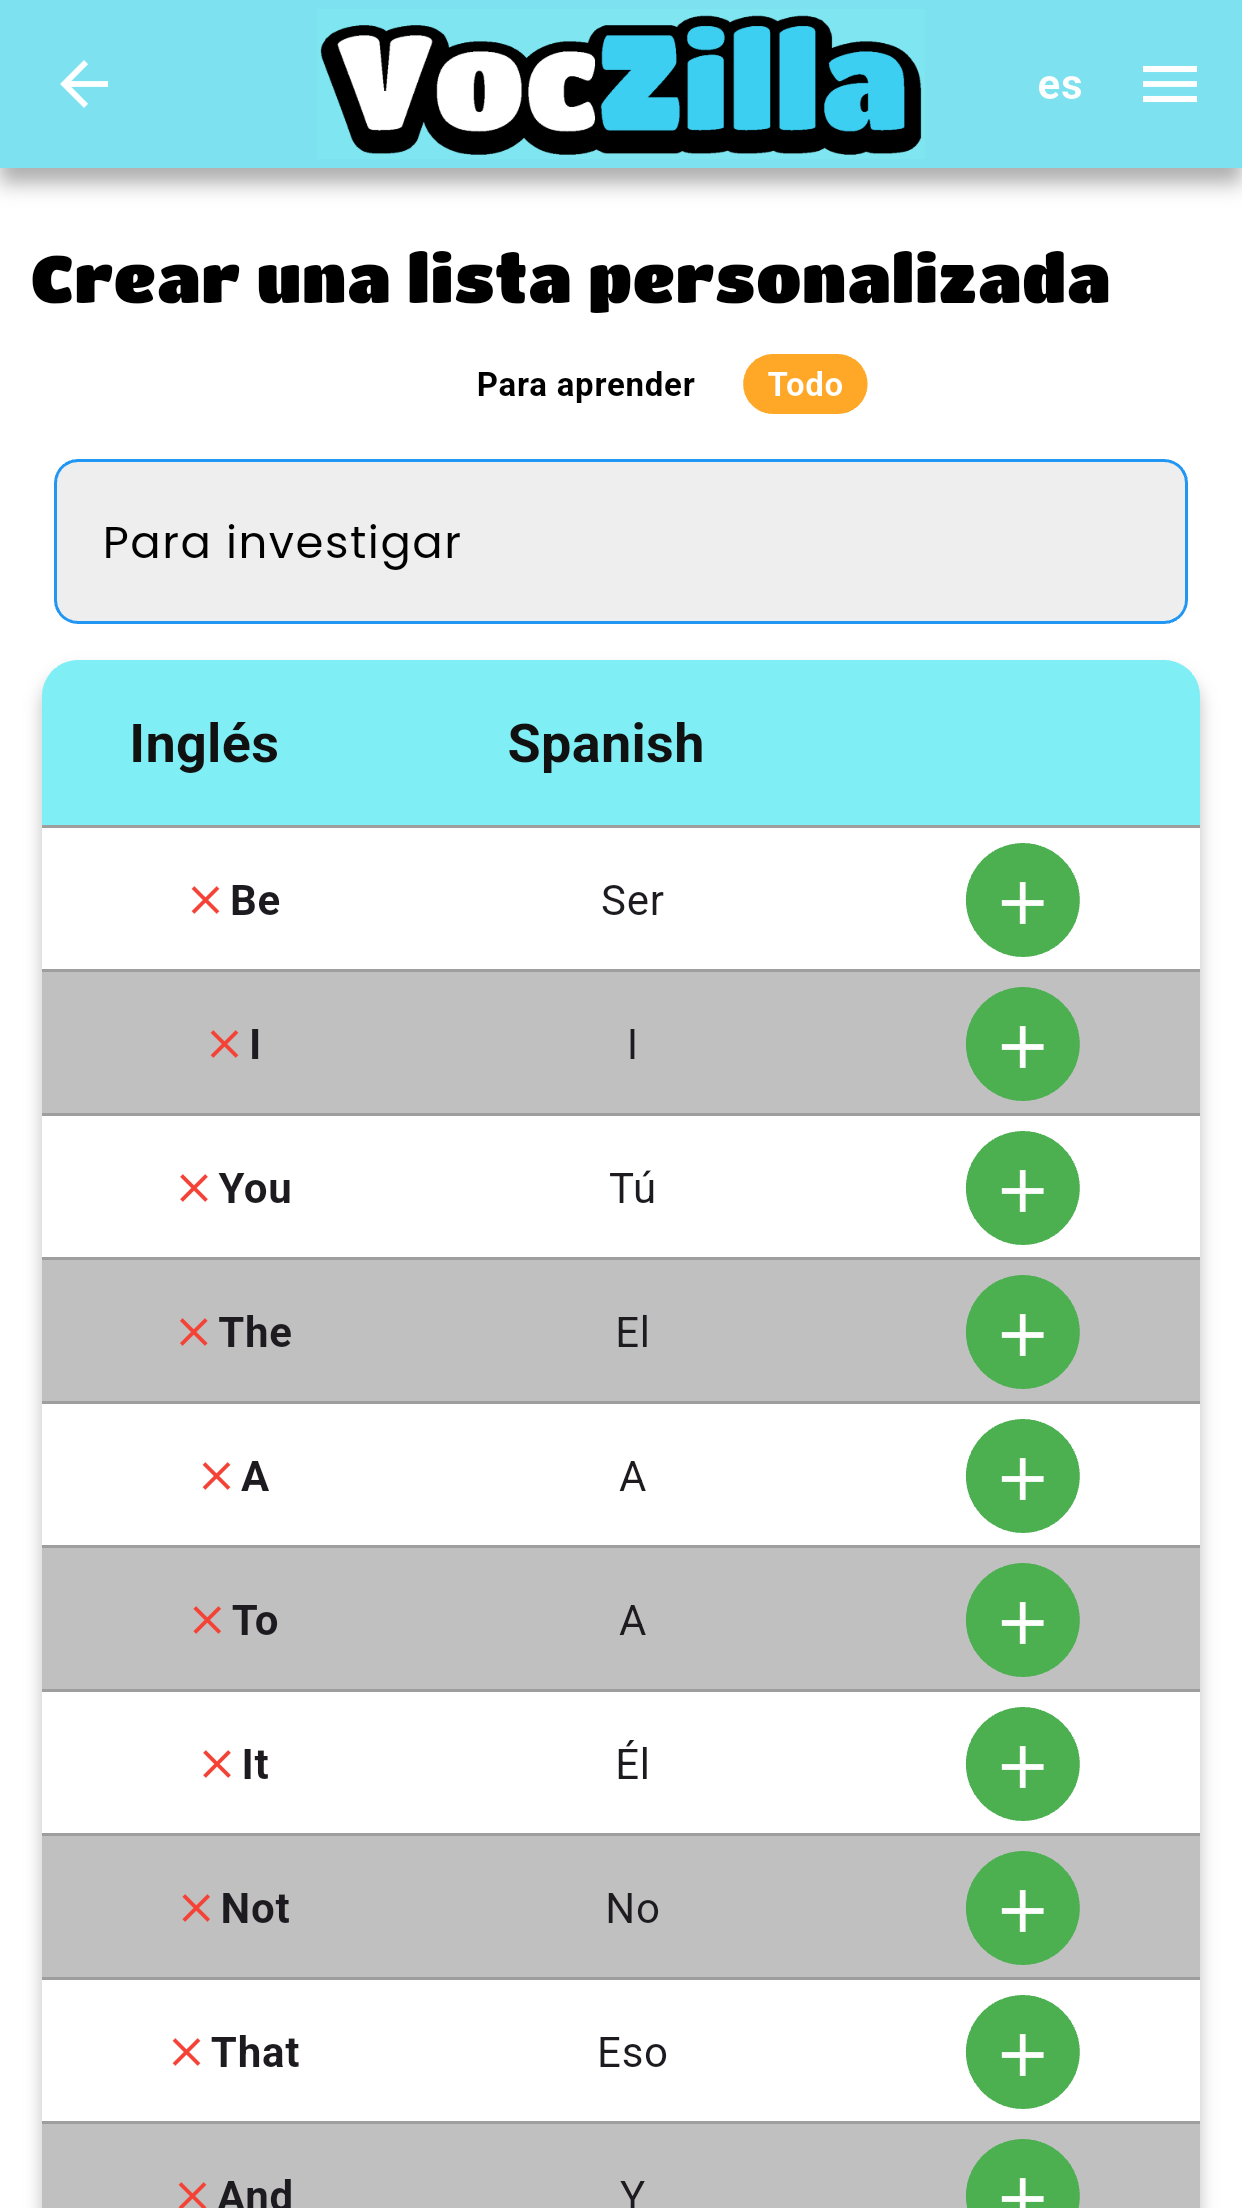 VocZilla
es
Crear una lista personalizada
Para aprender Todo
Para investigar
Inglés Spanish
Be Ser
I I
You Tú
The El
A A
To A
It Él
Not No
That Eso
And Y